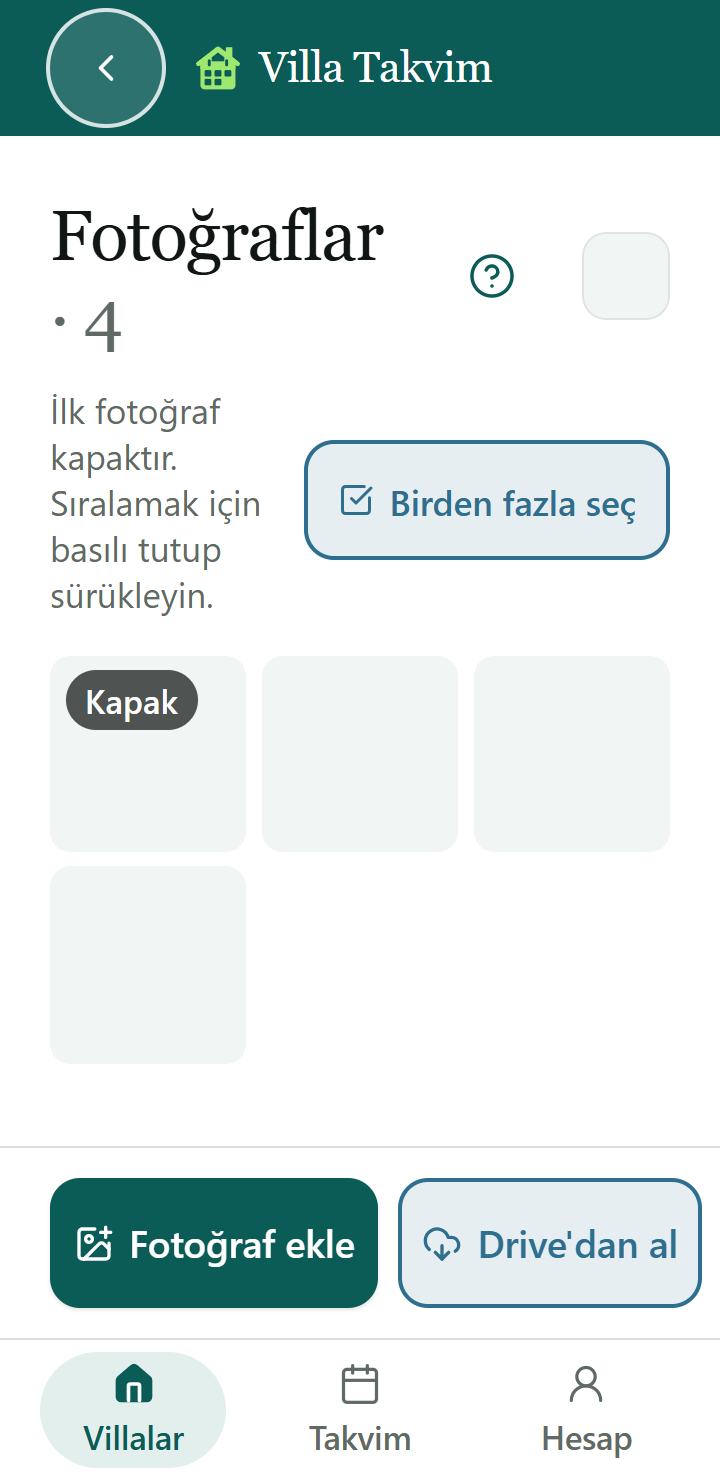 Villa Takvim
Fotoğraflar
· 4
İlk fotoğraf
kapaktır.
Sıralamak için
basılı tutup
sürükleyin.
Birden fazla seç
Kapak
Fotoğraf ekle
Drive'dan al
Villalar
Takvim
Hesap